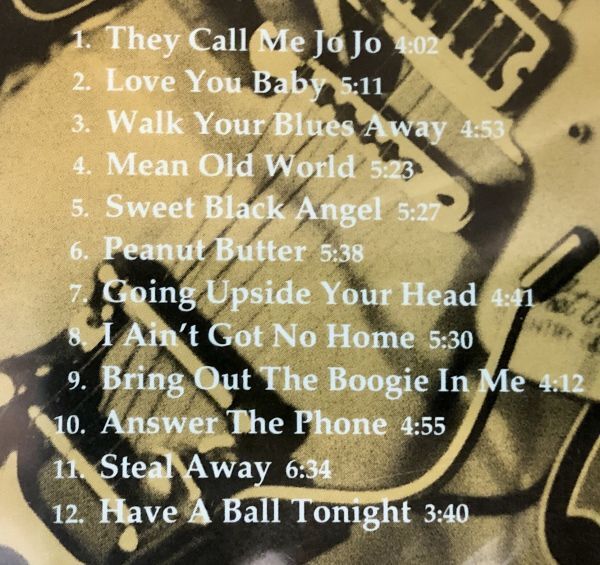 1. They Call Me Jo Jo 4:02
2. Love You Baby 5:11
3. Walk Your Blues Away 4:53
4. Mean Old World 5:23
5. Sweet Black Angel 5:27
6. Peanut Butter 5:38
7. Going Upside Your Head 4:41
8. I Ain't Got No Home 5:30
9. Bring Out The Boogie In Me 4:12
10. Answer The Phone 4:55
11. Steal Away 6:34
12. Have A Ball Tonight 3:40